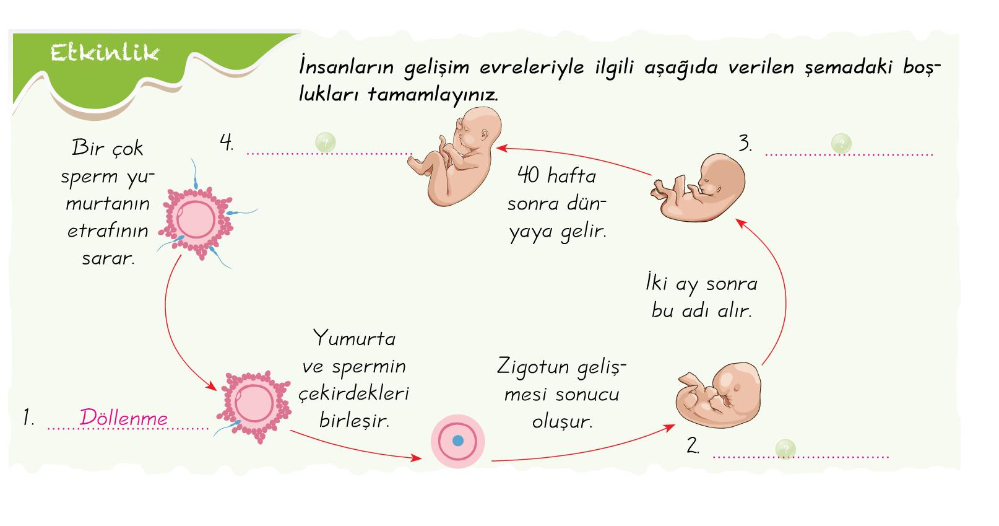 Etkinlik
İnsanların gelişim evreleriyle ilgili aşağıda verilen şemadaki boş-
lukları tamamlayınız.
Bir çok
sperm yu-
murtanın
etrafının
sarar.
4. ?
3. ?
40 hafta
sonra dün-
yaya gelir.
İki ay sonra
bu adı alır.
Yumurta
ve spermin
çekirdekleri
birleşir.
Zigotun geliş-
mesi sonucu
oluşur.
1. Döllenme
2. ?